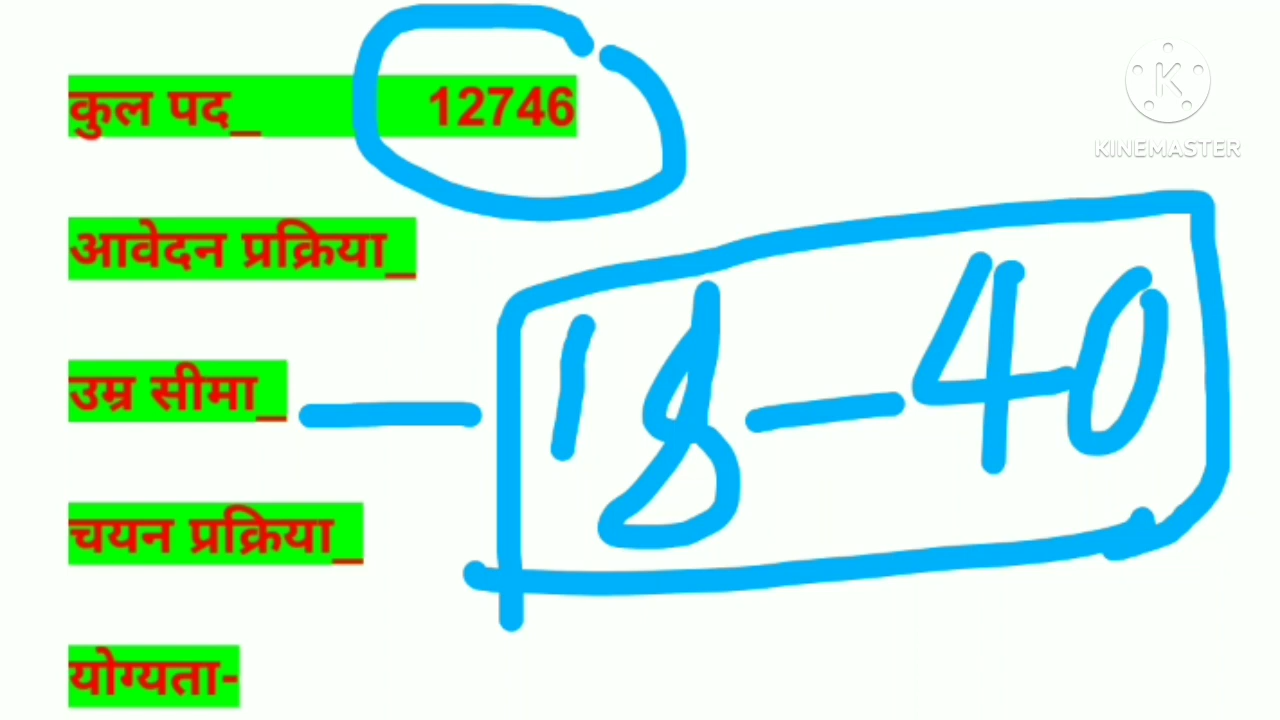 कुल पद_ 12746
K
KINEMASTER
आवेदन प्रक्रिया_
उम्र सीमा_ — 18 – 40
चयन प्रक्रिया_
योग्यता-